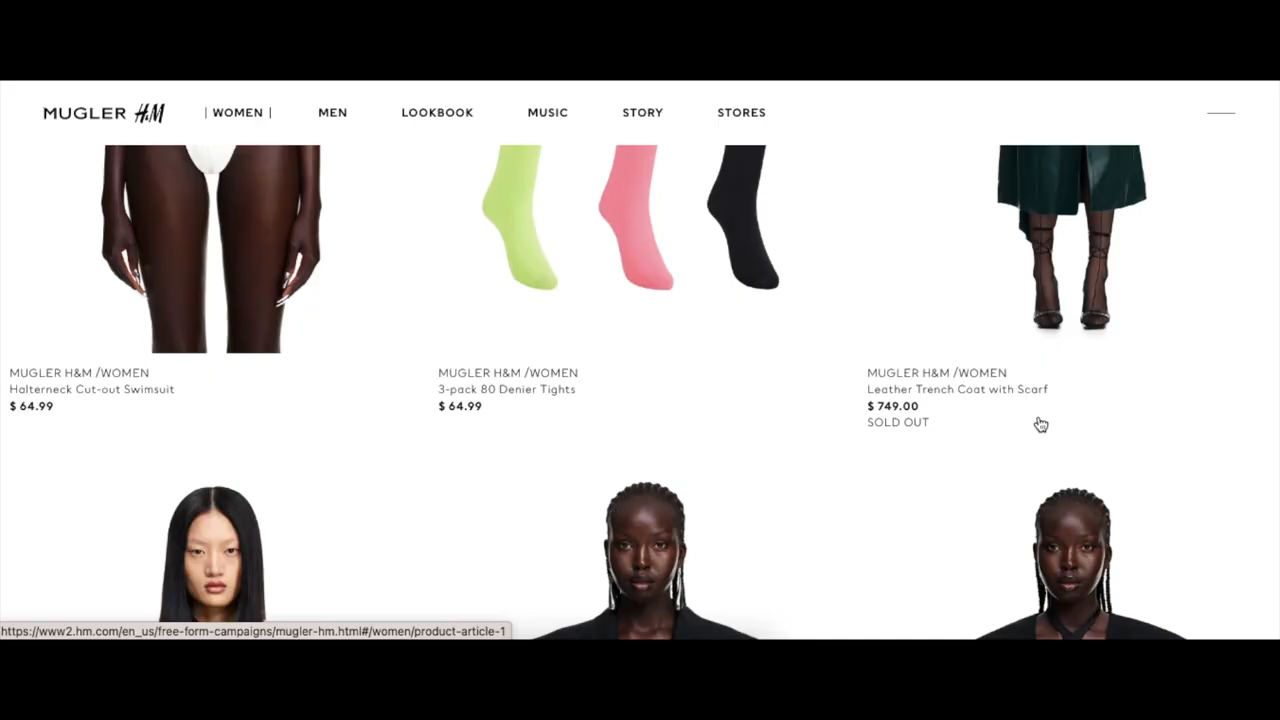 MUGLER H&M | WOMEN | MEN LOOKBOOK MUSIC STORY STORES
MUGLER H&M /WOMEN
Halterneck Cut-out Swimsuit
$ 64.99
MUGLER H&M /WOMEN
3-pack 80 Denier Tights
$ 64.99
MUGLER H&M /WOMEN
Leather Trench Coat with Scarf
$ 749.00
SOLD OUT
https://www2.hm.com/en_us/free-form-campaigns/mugler-hm.html#/women/product-article-1